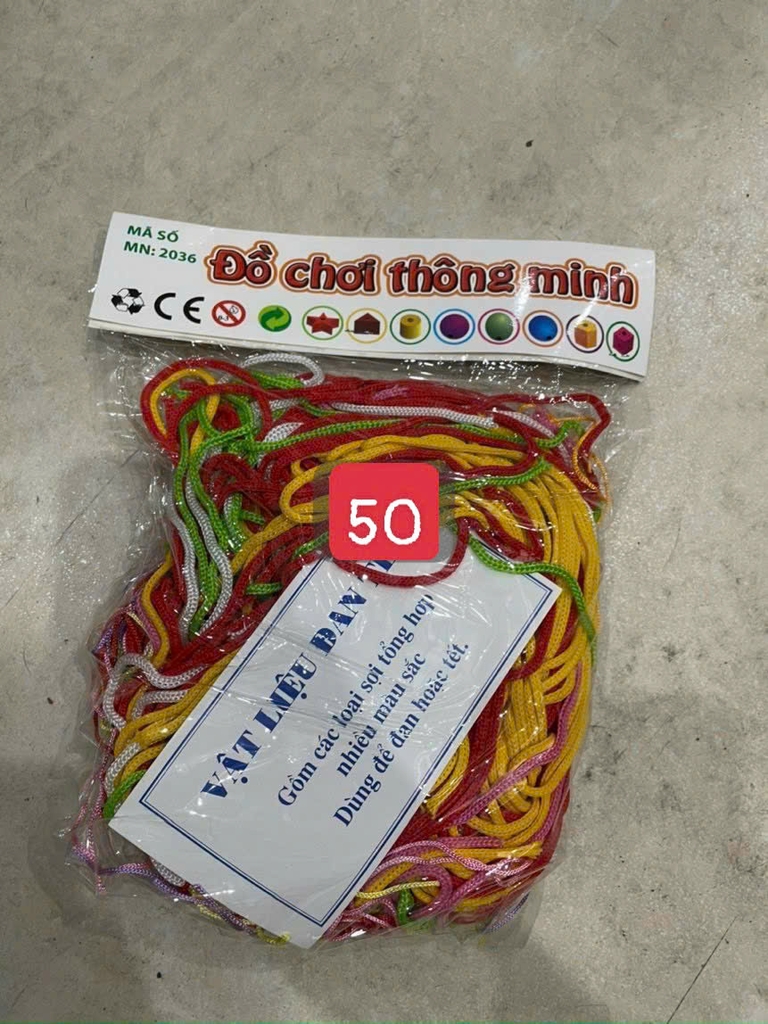 MÃ SỐ
MN: 2036
Đồ chơi thông minh
CE
50
VẬT LIỆU ĐAN
Gồm các loại sợi tổng hợp
nhiều màu sắc
Dùng để đan hoặc tết.